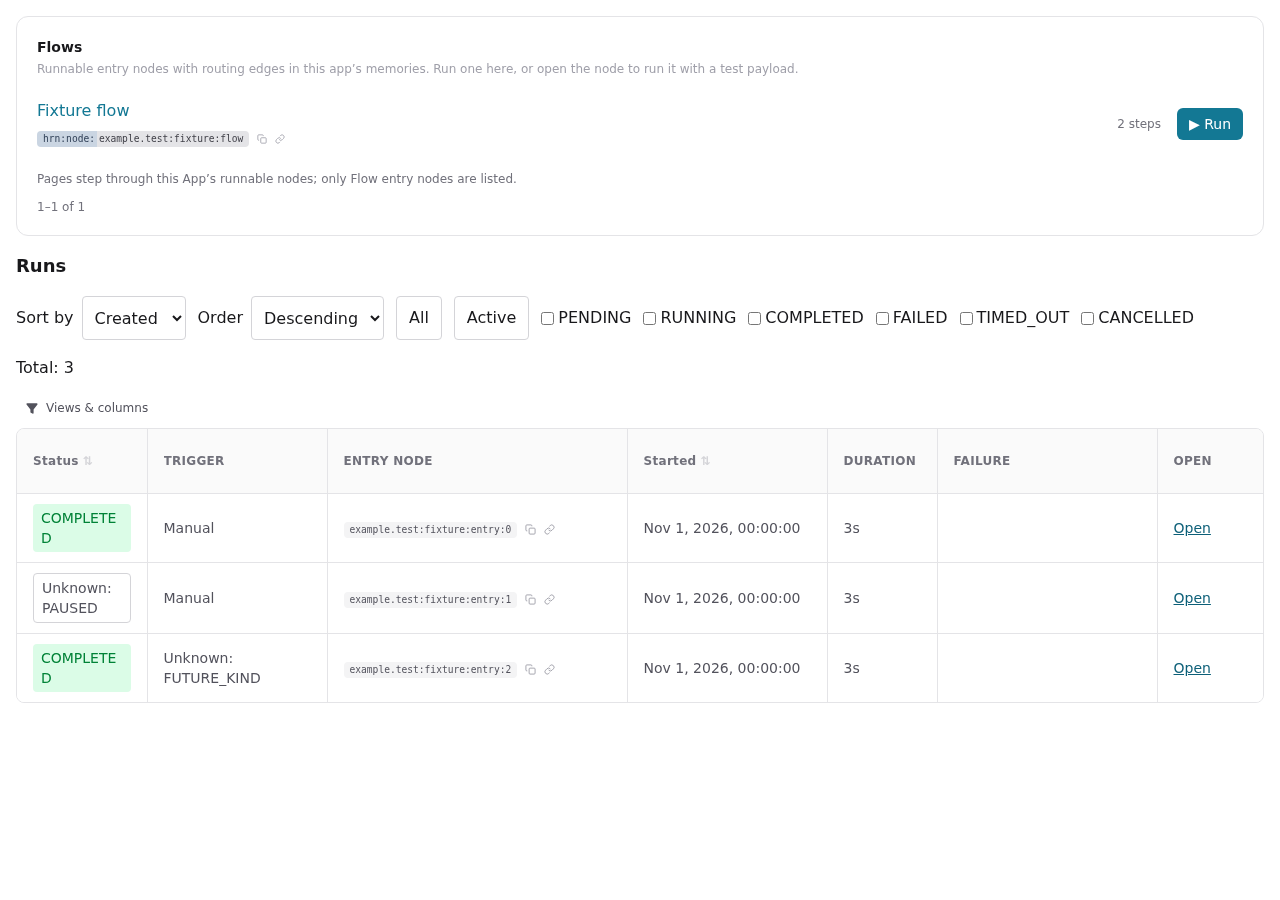 Flows
Runnable entry nodes with routing edges in this app’s memories. Run one here, or open the node to run it with a test payload.
Fixture flow
hrn:node: example.test:fixture:flow
2 steps ▶ Run
Pages step through this App’s runnable nodes; only Flow entry nodes are listed.
1–1 of 1
Runs
Sort by Created Order Descending All Active PENDING RUNNING COMPLETED FAILED TIMED_OUT CANCELLED
Total: 3
Views & columns
Status ⇅ TRIGGER ENTRY NODE Started ⇅ DURATION FAILURE OPEN
COMPLETE
D
Manual example.test:fixture:entry:0 Nov 1, 2026, 00:00:00 3s Open
Unknown:
PAUSED
Manual example.test:fixture:entry:1 Nov 1, 2026, 00:00:00 3s Open
COMPLETE
D
Unknown:
FUTURE_KIND
example.test:fixture:entry:2 Nov 1, 2026, 00:00:00 3s Open